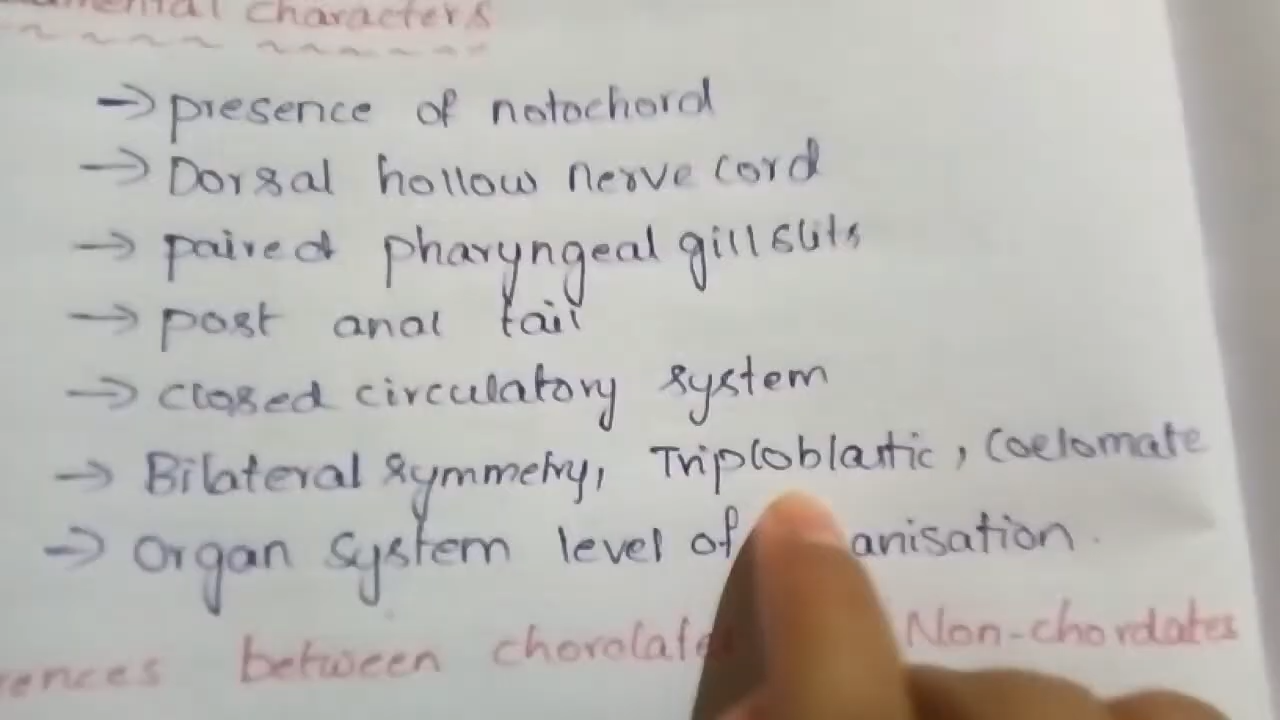 characters
→ presence of notochord
→ Dorsal hollow nerve cord
→ paired pharyngeal gill slits
→ post anal tail
→ closed circulatory system
→ Bilateral symmetry, Triploblastic, Coelomate
→ Organ system level of anisation.
between Non-chordates